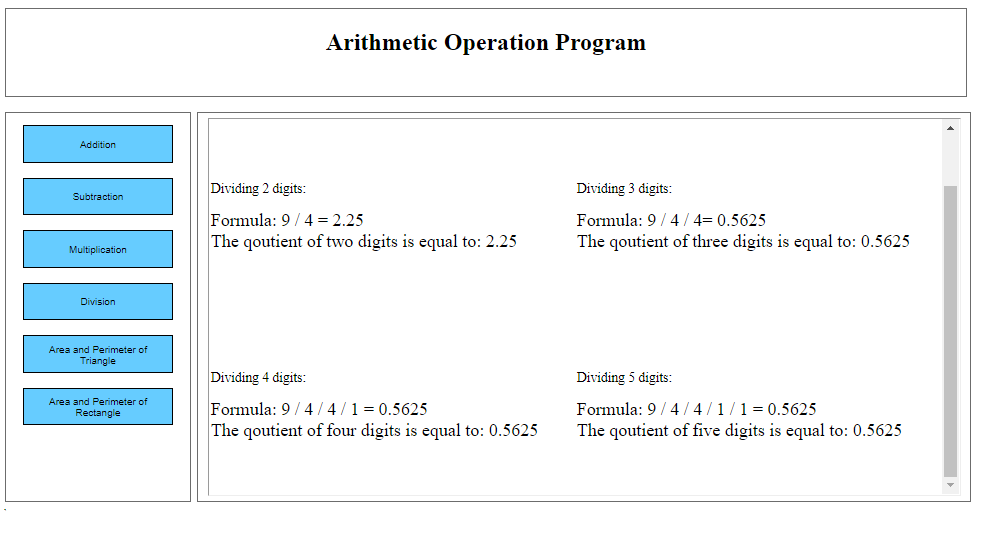 Arithmetic Operation Program
Addition
Subtraction
Multiplication
Division
Area and Perimeter of
Triangle
Area and Perimeter of
Rectangle
Dividing 2 digits:
Formula: 9 / 4 = 2.25
The qoutient of two digits is equal to: 2.25
Dividing 3 digits:
Formula: 9 / 4 / 4= 0.5625
The qoutient of three digits is equal to: 0.5625
Dividing 4 digits:
Formula: 9 / 4 / 4 / 1 = 0.5625
The qoutient of four digits is equal to: 0.5625
Dividing 5 digits:
Formula: 9 / 4 / 4 / 1 / 1 = 0.5625
The qoutient of five digits is equal to: 0.5625